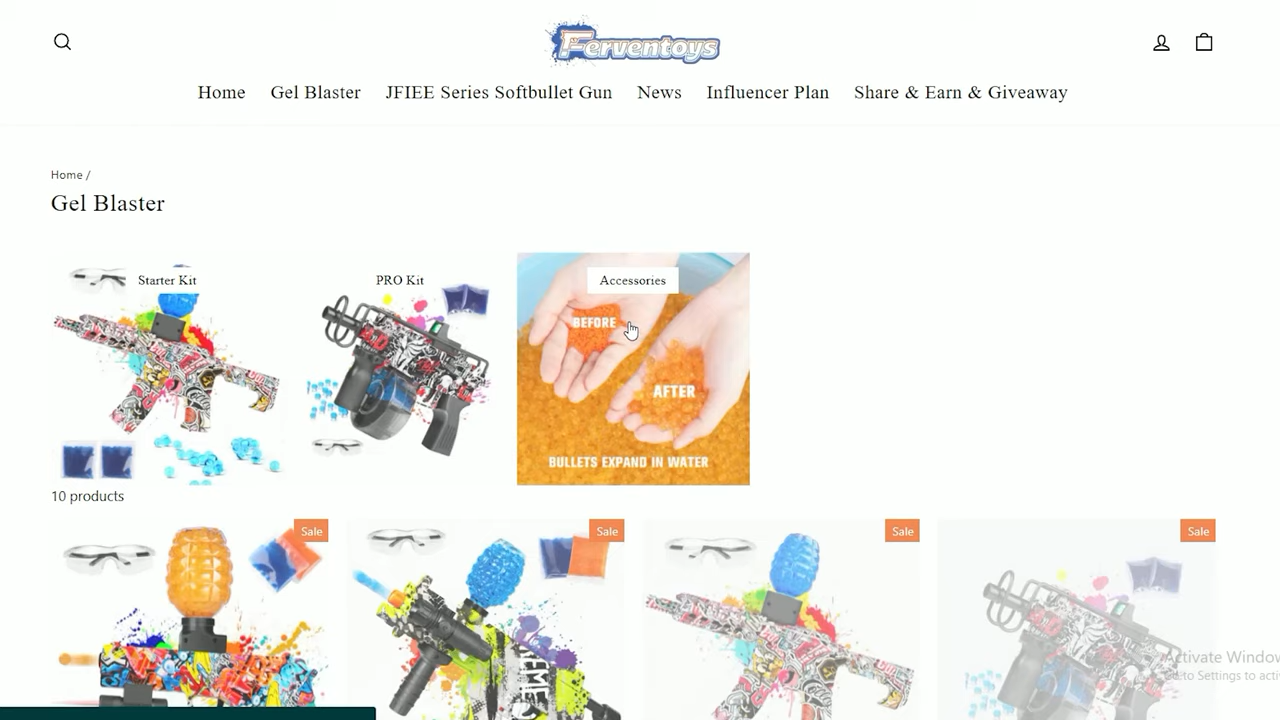 Ferventoys
Home Gel Blaster JFIEE Series Softbullet Gun News Influencer Plan Share & Earn & Giveaway
Home /
Gel Blaster
Starter Kit
PRO Kit
Accessories
BEFORE
AFTER
BULLETS EXPAND IN WATER
10 products
Sale
Sale
Sale
Sale
Activate Window
to Settings to acti